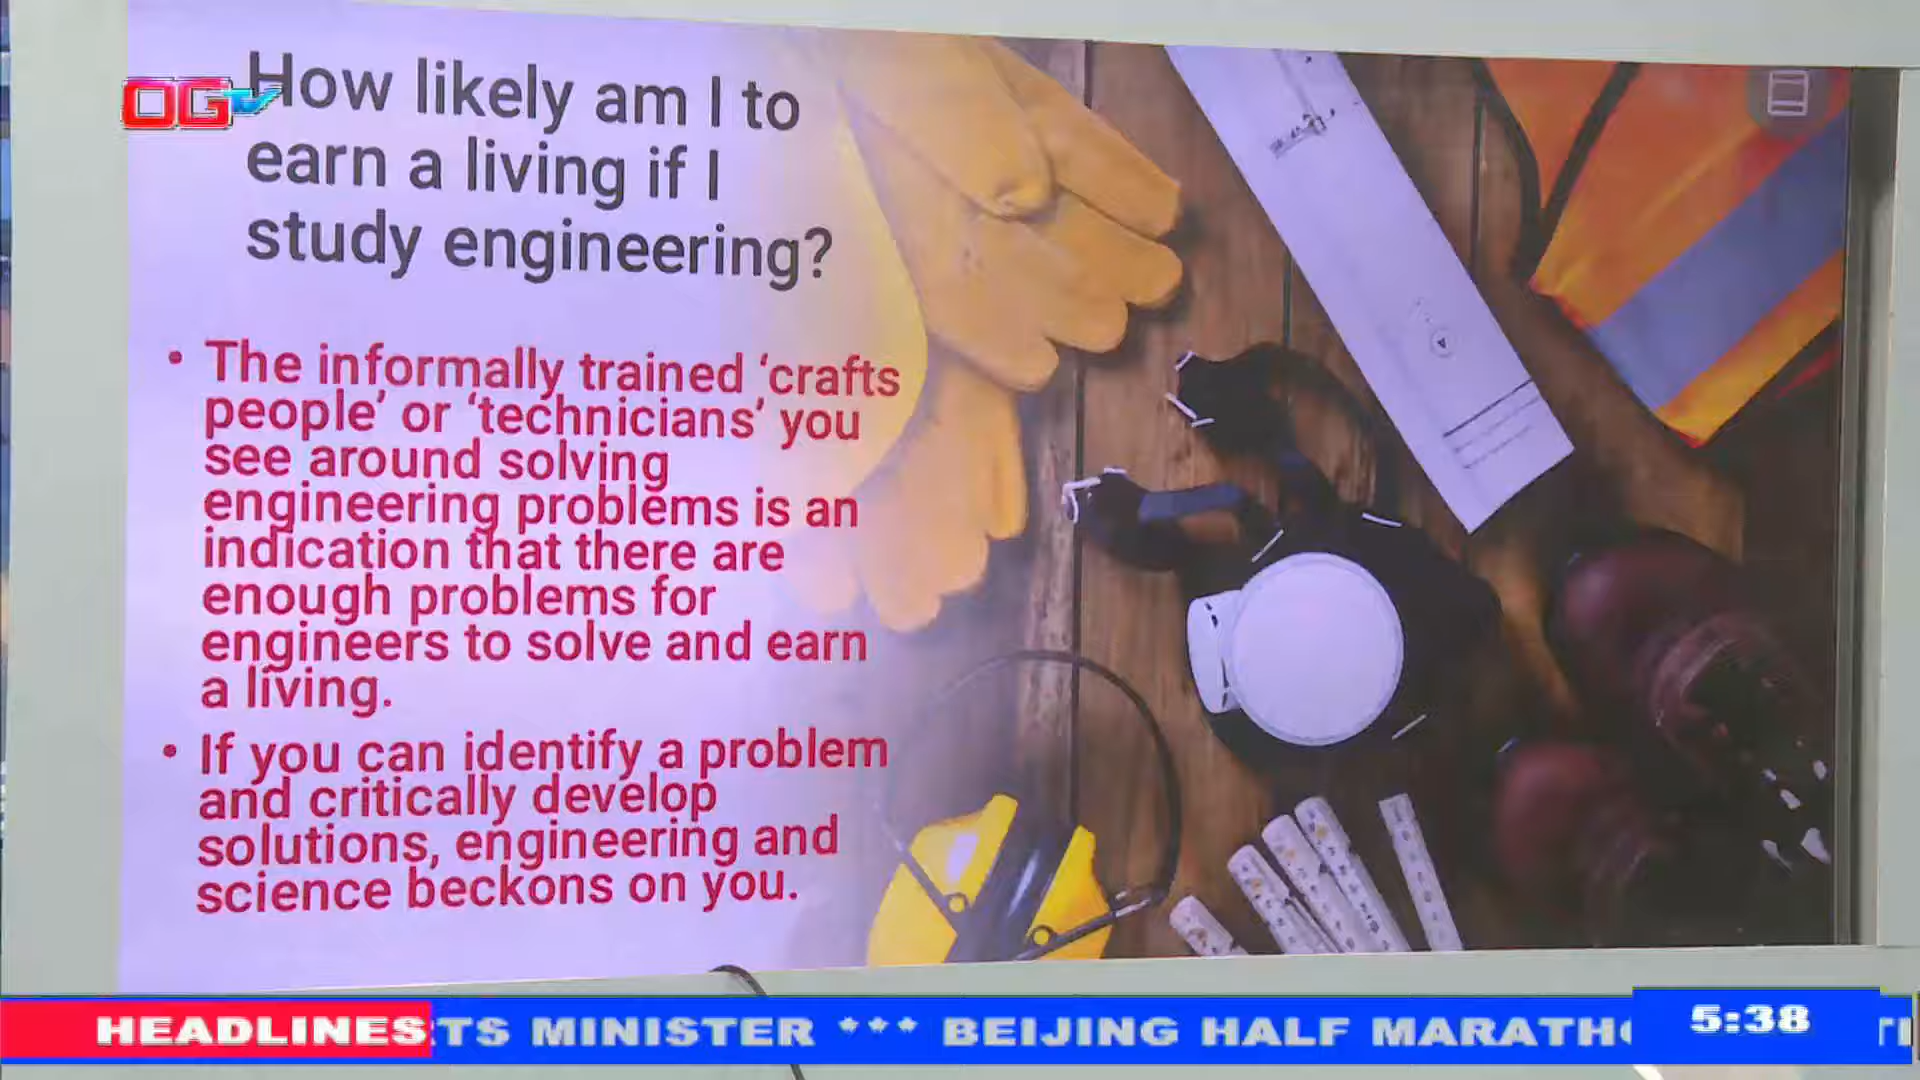 OGTV
How likely am I to
earn a living if I
study engineering?
• The informally trained ‘crafts
people’ or ‘technicians’ you
see around solving
engineering problems is an
indication that there are
enough problems for
engineers to solve and earn
a living.
• If you can identify a problem
and critically develop
solutions, engineering and
science beckons on you.
HEADLINES TS MINISTER *** BEIJING HALF MARATH 5:38